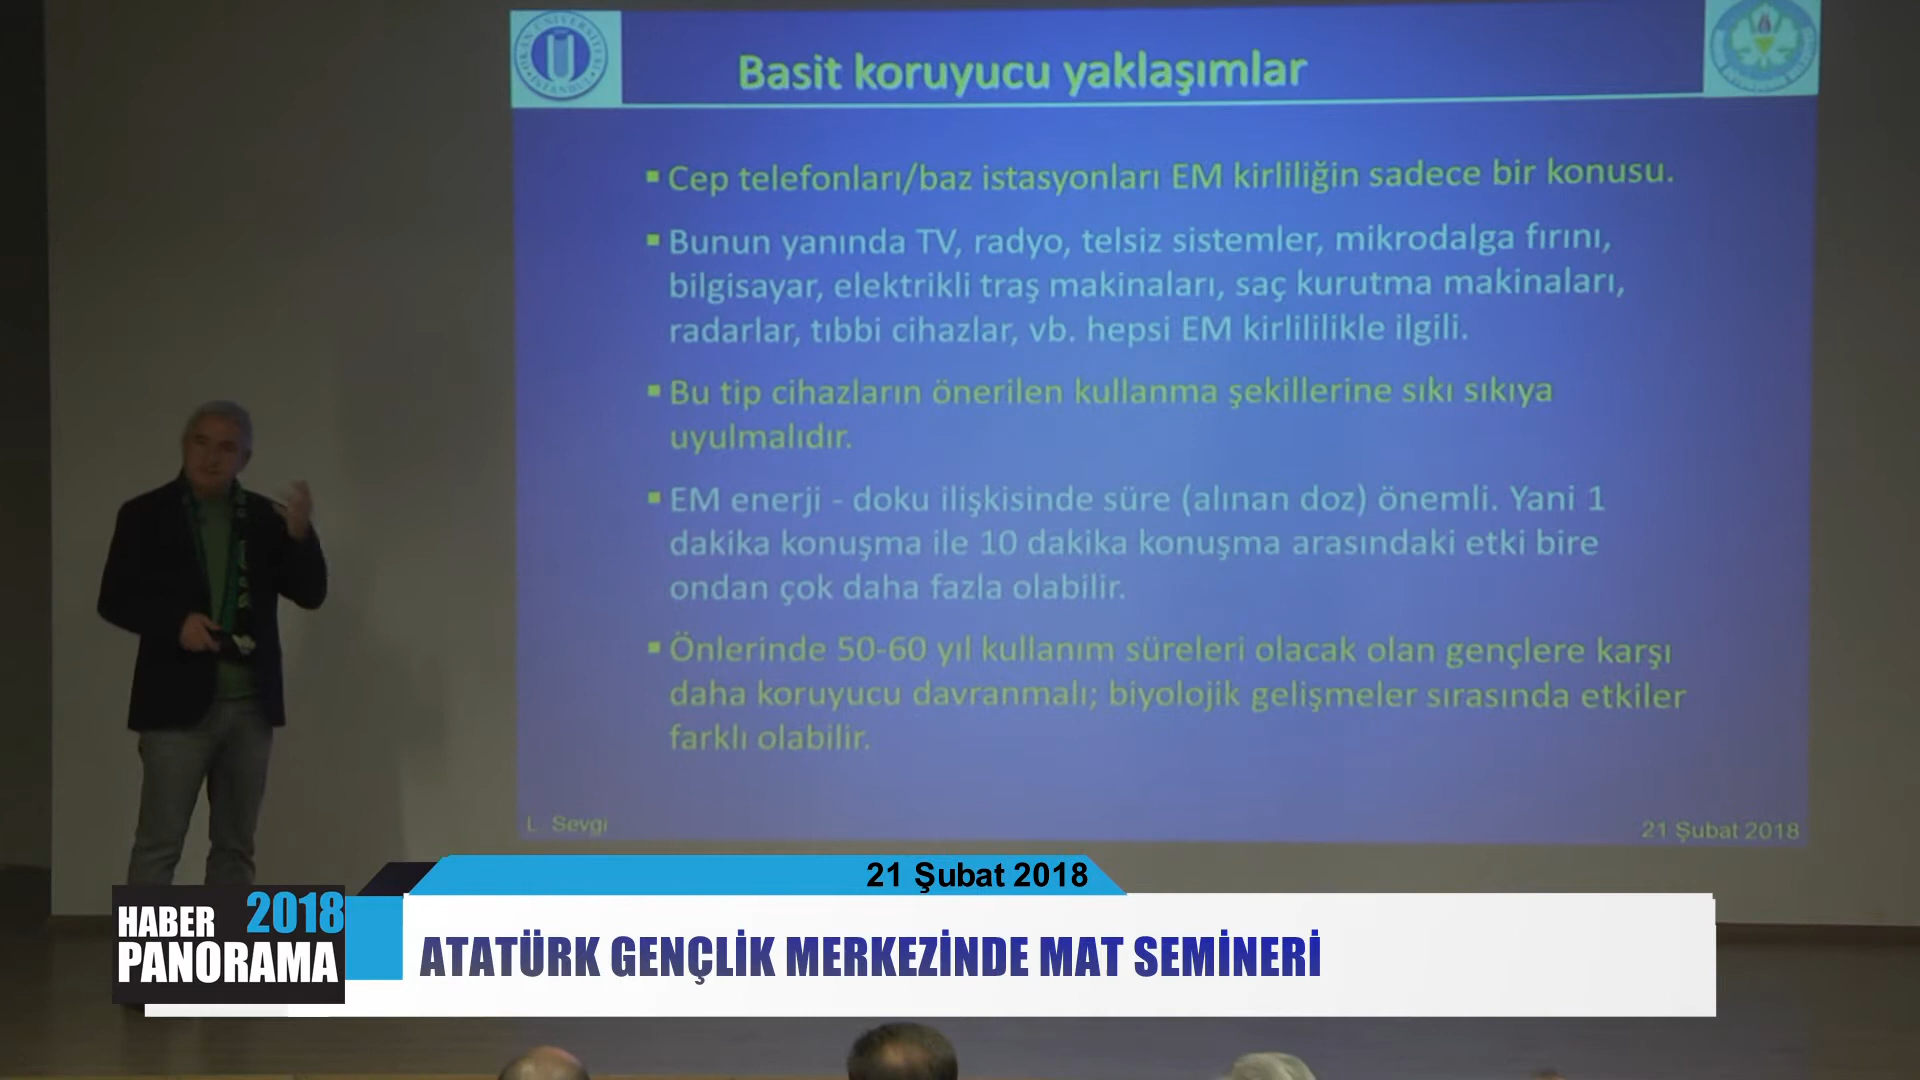 Basit koruyucu yaklaşımlar
▪ Cep telefonları/baz istasyonları EM kirliliğin sadece bir konusu.
▪ Bunun yanında TV, radyo, telsiz sistemler, mikrodalga fırını,
bilgisayar, elektrikli traş makinaları, saç kurutma makinaları,
radarlar, tıbbi cihazlar, vb. hepsi EM kirlililikle ilgili.
▪ Bu tip cihazların önerilen kullanma şekillerine sıkı sıkıya
uyulmalıdır.
▪ EM enerji - doku ilişkisinde süre (alınan doz) önemli. Yani 1
dakika konuşma ile 10 dakika konuşma arasındaki etki bire
ondan çok daha fazla olabilir.
▪ Önlerinde 50-60 yıl kullanım süreleri olacak olan gençlere karşı
daha koruyucu davranmalı; biyolojik gelişmeler sırasında etkiler
farklı olabilir.
L. Sevgi
21 Şubat 2018
21 Şubat 2018
HABER 2018
PANORAMA
ATATÜRK GENÇLİK MERKEZİNDE MAT SEMİNERİ